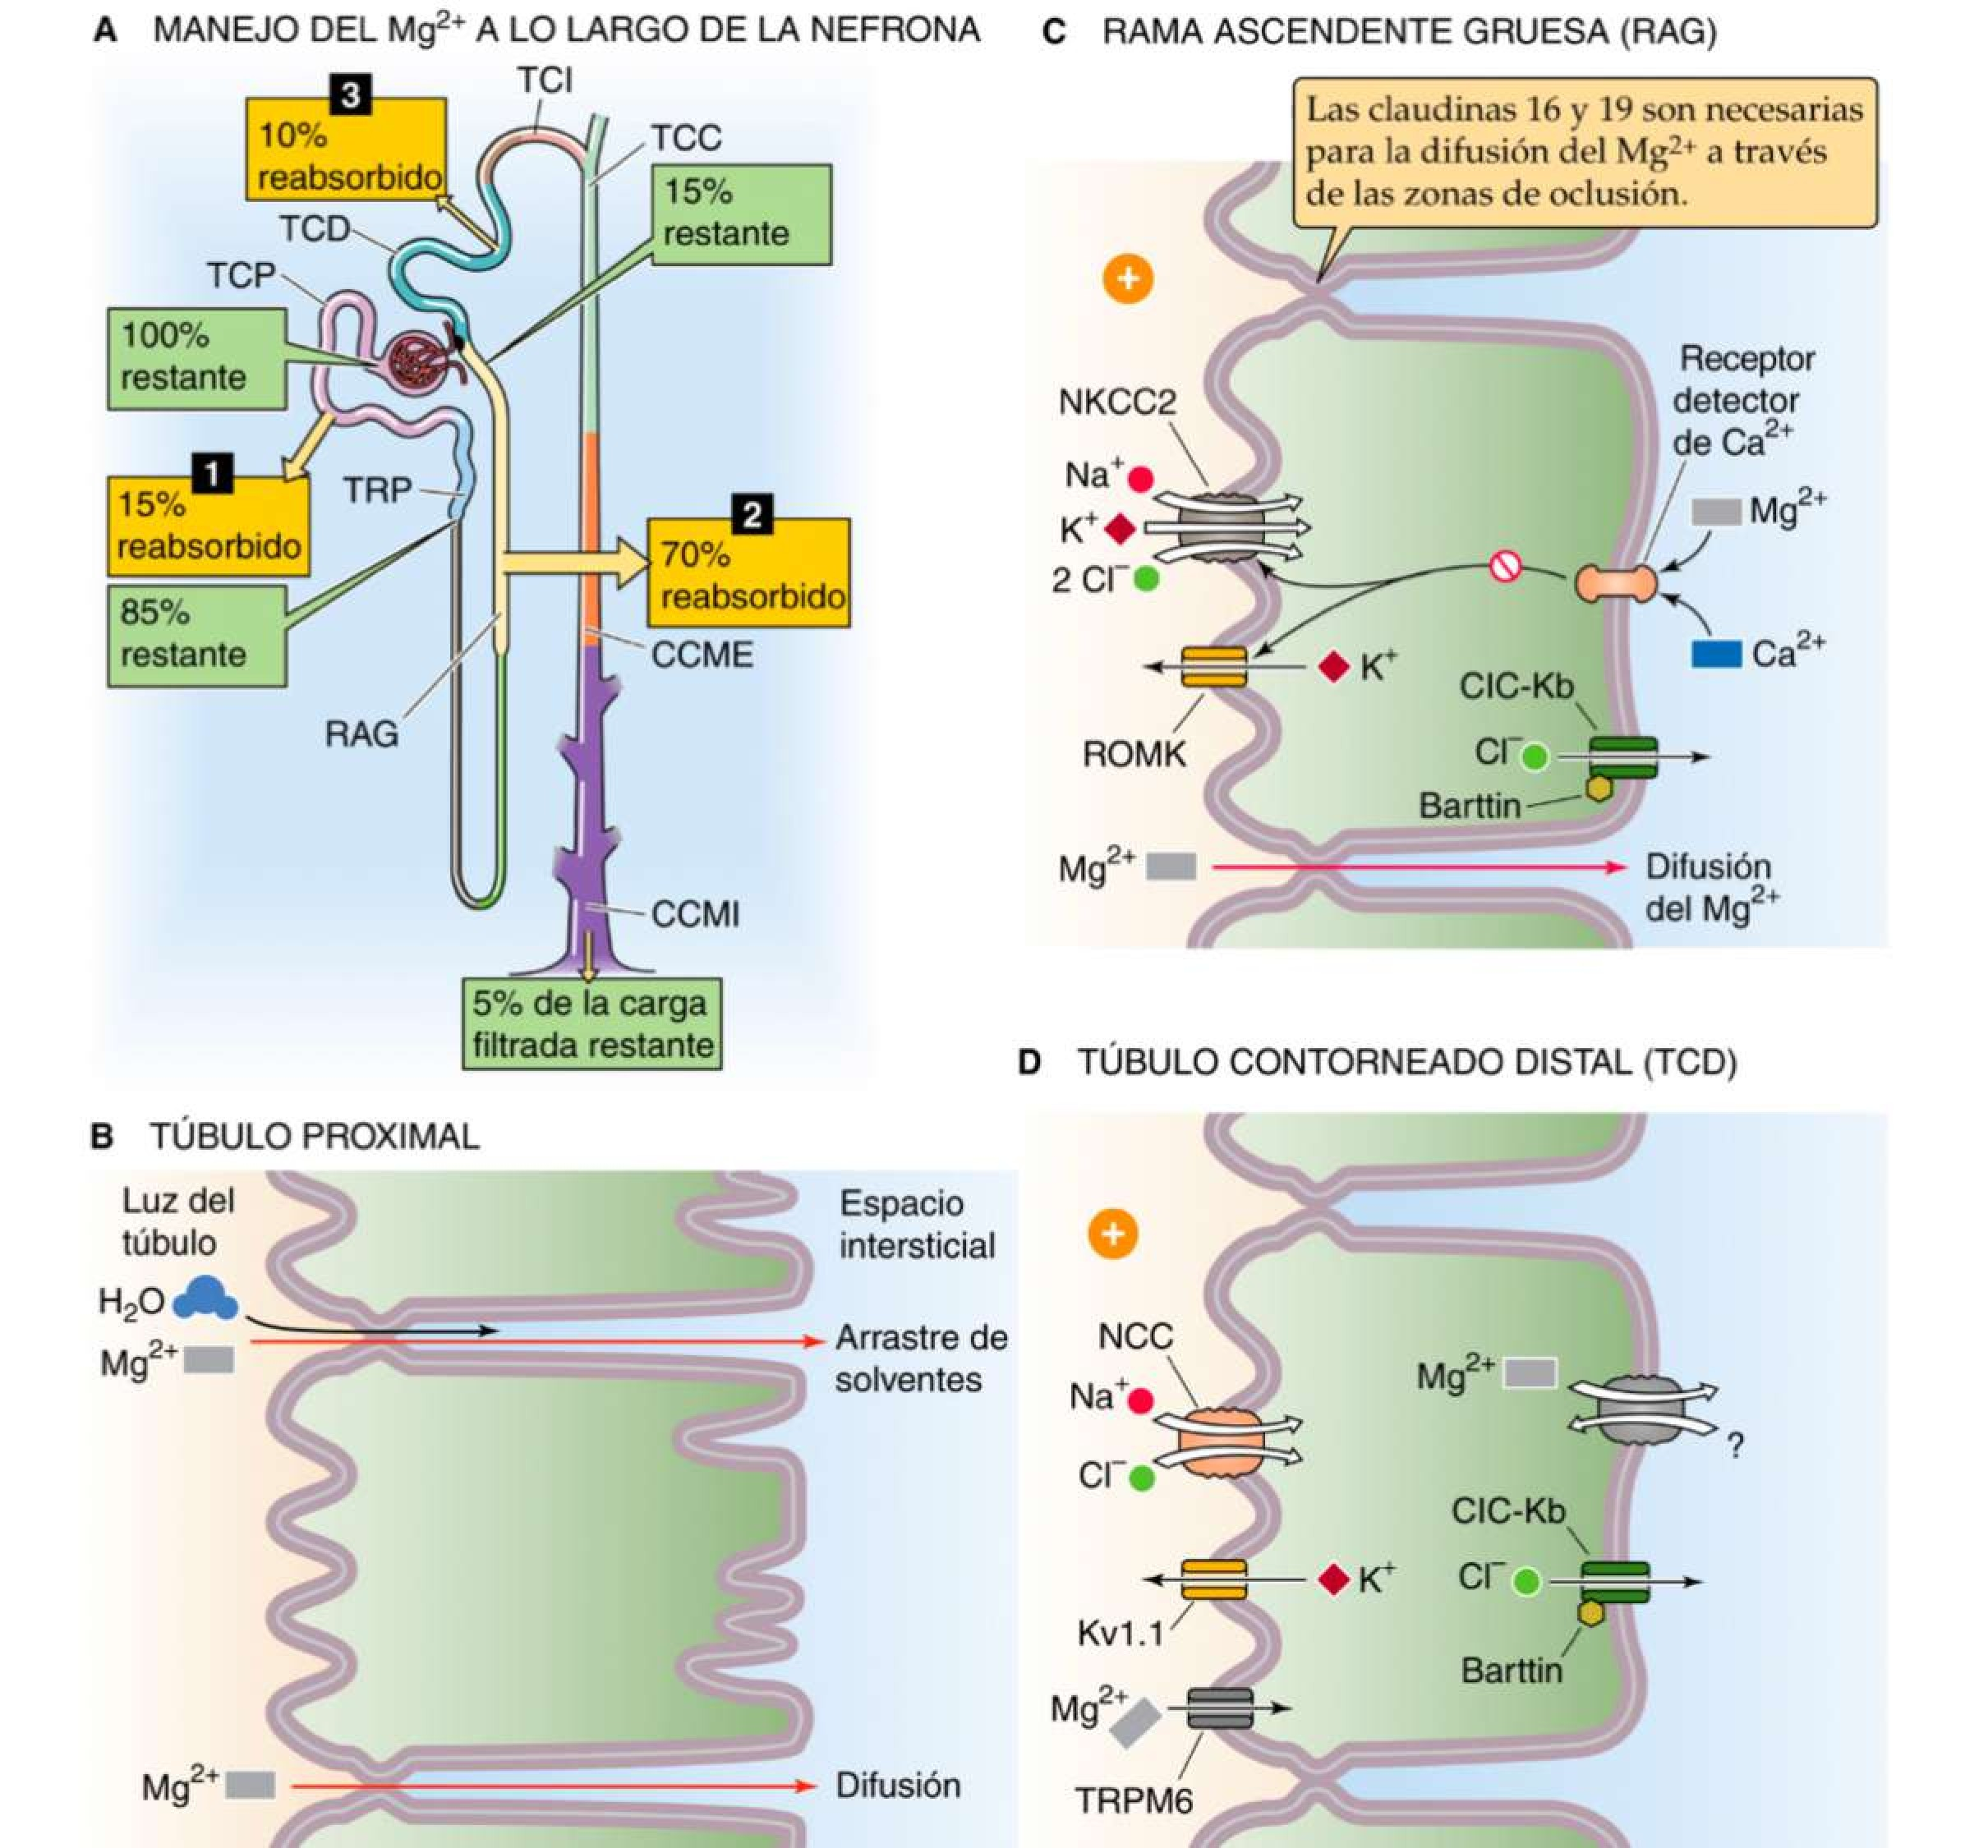 A MANEJO DEL Mg²⁺ A LO LARGO DE LA NEFRONA
TCI
3
10%
reabsorbido
TCC
15%
restante
TCD
TCP
100%
restante
1
15%
reabsorbido
TRP
2
70%
reabsorbido
85%
restante
CCME
RAG
CCMI
5% de la carga
filtrada restante
B TÚBULO PROXIMAL
Luz del
túbulo
Espacio
intersticial
H₂O
Mg²⁺
Arrastre de
solventes
Mg²⁺
Difusión
C RAMA ASCENDENTE GRUESA (RAG)
Las claudinas 16 y 19 son necesarias
para la difusión del Mg²⁺ a través
de las zonas de oclusión.
+
Receptor
detector
de Ca²⁺
NKCC2
Na⁺
K⁺
2 Cl⁻
Mg²⁺
Ca²⁺
K⁺
ROMK
ClC-Kb
Cl⁻
Barttin
Mg²⁺
Difusión
del Mg²⁺
D TÚBULO CONTORNEADO DISTAL (TCD)
+
NCC
Na⁺
Cl⁻
Mg²⁺
?
ClC-Kb
Cl⁻
K⁺
Kv1.1
Barttin
Mg²⁺
TRPM6